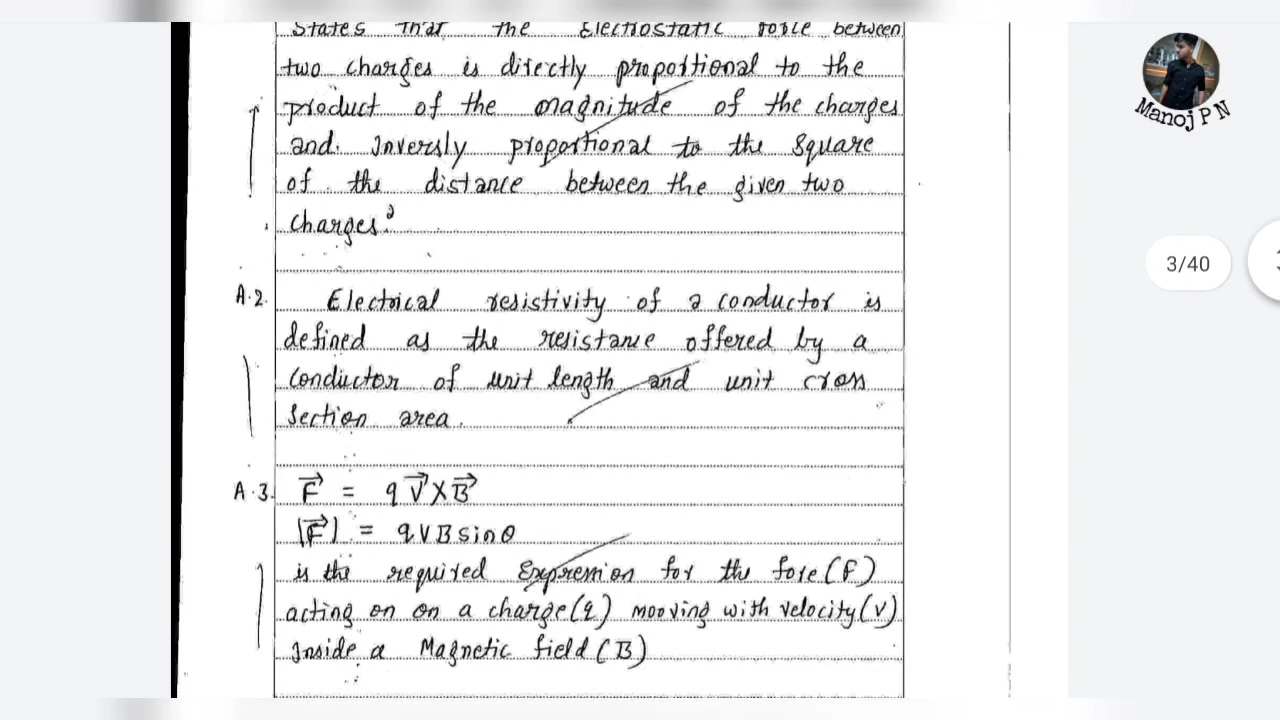 States that the Electrostatic force between
two charges is directly proportional to the
product of the magnitude of the charges
and. Inversly proportional to the square
of the distance between the given two
charges"
A.2. Electrical resistivity of a conductor is
defined as the resistance offered by a
conductor of unit length and unit cross
section area.
A.3. F⃗ = q V⃗ X B⃗
|F⃗| = qVBsinθ
is the required Expression for the fore(F)
acting on on a charge(q) mooving with velocity(V)
Inside a Magnetic field(B)
Manoj P N
3/40